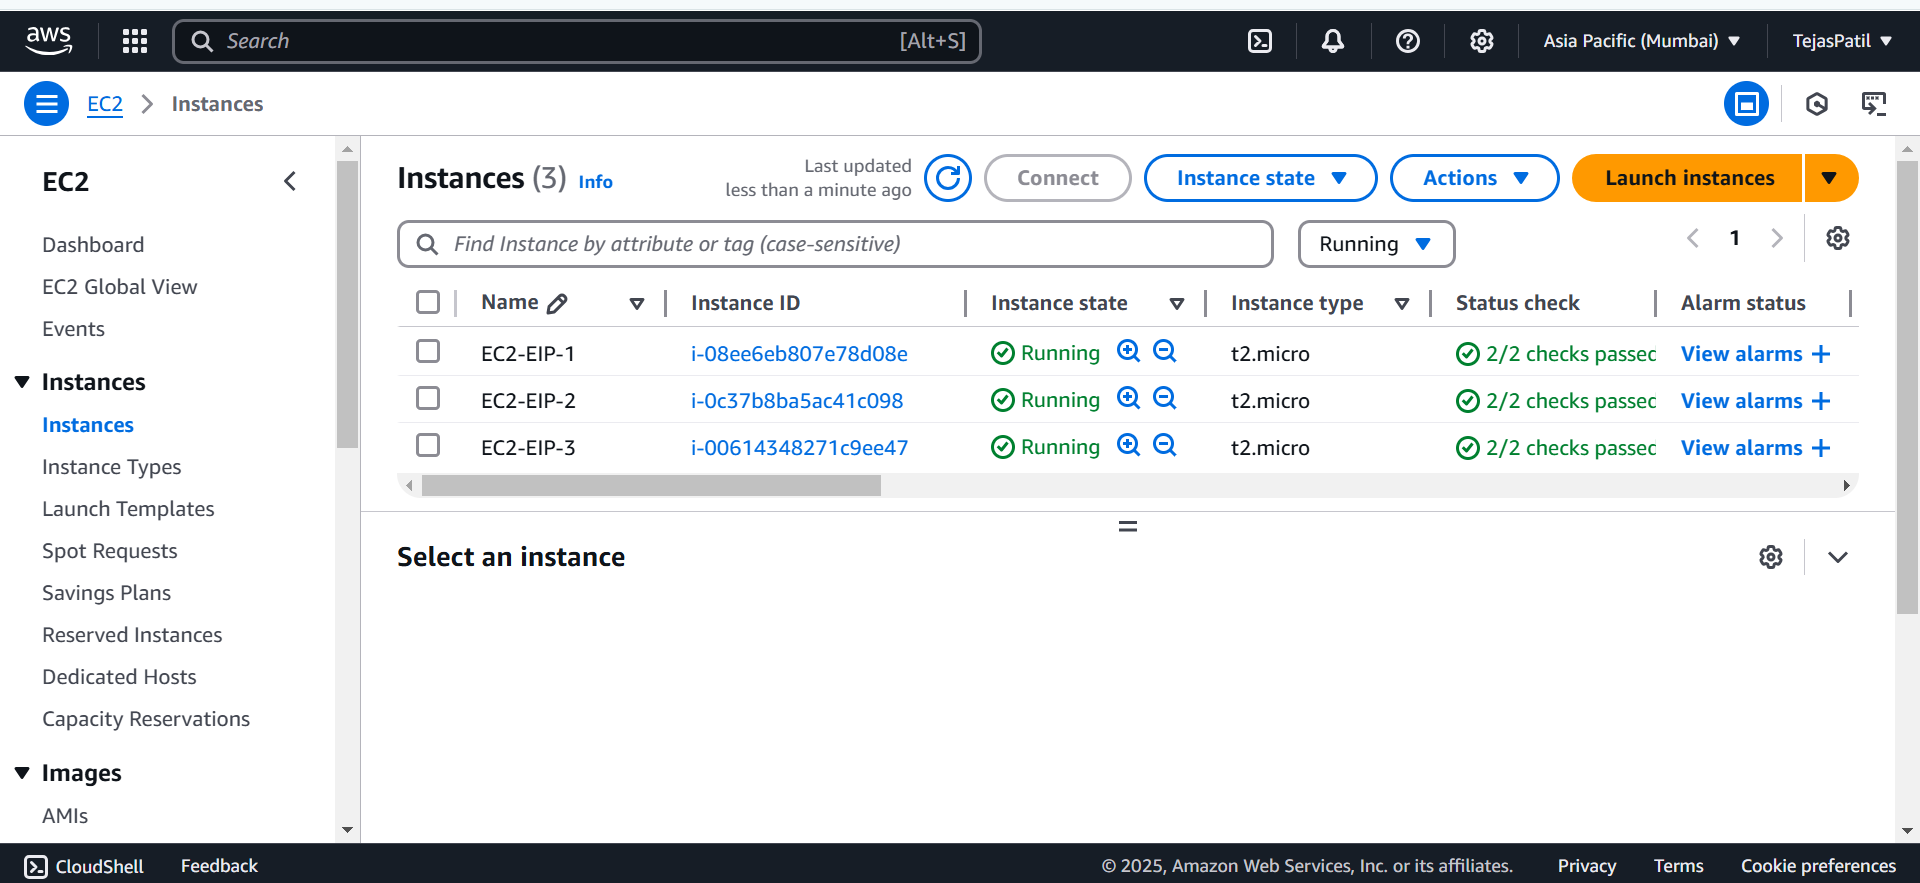 aws
Search [Alt+S]
Asia Pacific (Mumbai)
TejasPatil
EC2
Instances
EC2
Dashboard
EC2 Global View
Events
Instances
Instances
Instance Types
Launch Templates
Spot Requests
Savings Plans
Reserved Instances
Dedicated Hosts
Capacity Reservations
Images
AMIs
Instances (3) Info
Last updated
less than a minute ago
Connect
Instance state
Actions
Launch instances
Find Instance by attribute or tag (case-sensitive)
Running
1
Name Instance ID Instance state Instance type Status check Alarm status
EC2-EIP-1 i-08ee6eb807e78d08e Running t2.micro 2/2 checks passed View alarms +
EC2-EIP-2 i-0c37b8ba5ac41c098 Running t2.micro 2/2 checks passed View alarms +
EC2-EIP-3 i-00614348271c9ee47 Running t2.micro 2/2 checks passed View alarms +
Select an instance
CloudShell Feedback © 2025, Amazon Web Services, Inc. or its affiliates. Privacy Terms Cookie preferences